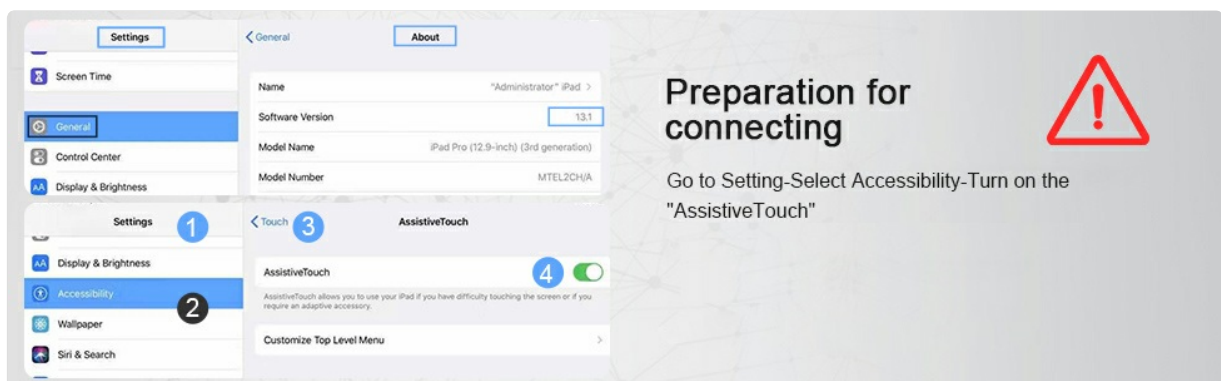 Settings
Screen Time
General
Control Center
Display & Brightness
General
About
Name "Administrator" iPad
Software Version 13.1
Model Name iPad Pro (12.9-inch) (3rd generation)
Model Number MTEL2CH/A
Settings 1
Display & Brightness
Accessibility
2
Wallpaper
Siri & Search
Touch 3 AssistiveTouch
AssistiveTouch 4
AssistiveTouch allows you to use your iPad if you have difficulty touching the screen or if you
require an adaptive accessory.
Customize Top Level Menu
Preparation for
connecting
!
Go to Setting-Select Accessibility-Turn on the
"AssistiveTouch"